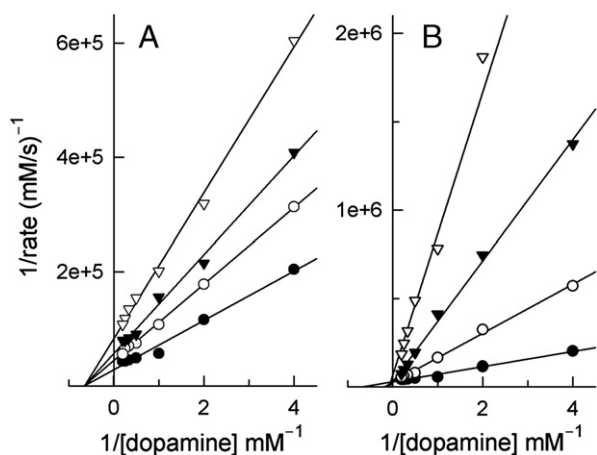 A
B
6e+5
4e+5
2e+5
2e+6
1e+6
1/rate (mM/s)⁻¹
0
2
4
0
2
4
1/[dopamine] mM⁻¹
1/[dopamine] mM⁻¹